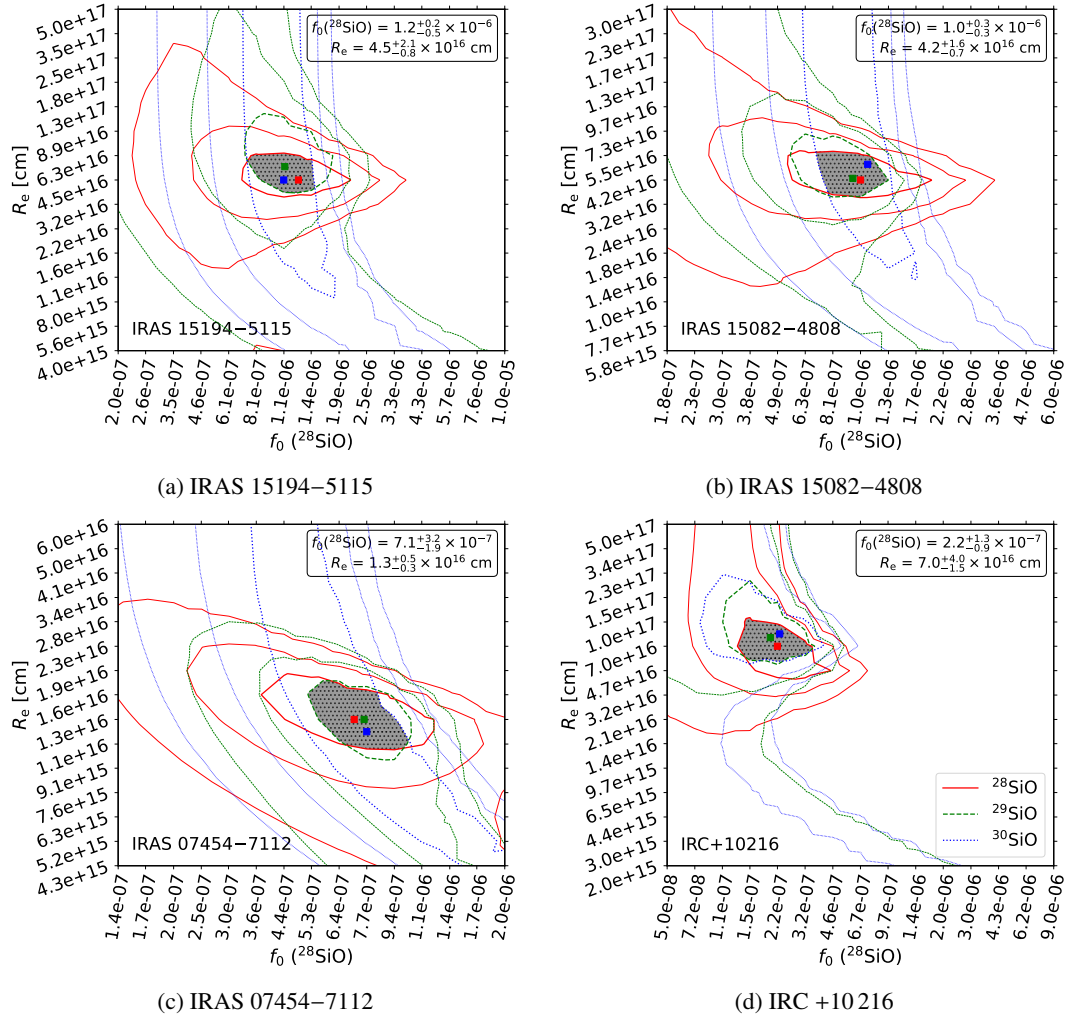 f₀(²⁸SiO) = 1.2⁺⁰·²₋₀.₅ × 10⁻⁶
Rₑ = 4.5⁺²·¹₋₀.₈ × 10¹⁶ cm
5.0e+17
3.5e+17
2.5e+17
1.8e+17
1.3e+17
8.9e+16
6.3e+16
4.5e+16
3.2e+16
2.2e+16
1.6e+16
1.1e+16
8.0e+15
5.6e+15
4.0e+15
Rₑ [cm]
IRAS 15194−5115
2.0e-07
2.6e-07
3.5e-07
4.6e-07
6.1e-07
8.1e-07
1.1e-06
1.4e-06
1.9e-06
2.5e-06
3.3e-06
4.3e-06
5.7e-06
7.6e-06
1.0e-05
f₀ (²⁸SiO)
(a) IRAS 15194−5115
f₀(²⁸SiO) = 1.0⁺⁰·³₋₀.₃ × 10⁻⁶
Rₑ = 4.2⁺¹·⁶₋₀.₇ × 10¹⁶ cm
3.0e+17
2.3e+17
1.7e+17
1.3e+17
9.7e+16
7.3e+16
5.5e+16
4.2e+16
3.2e+16
2.4e+16
1.8e+16
1.4e+16
1.0e+16
7.7e+15
5.8e+15
Rₑ [cm]
IRAS 15082−4808
1.8e-07
2.3e-07
3.0e-07
3.8e-07
4.9e-07
6.3e-07
8.1e-07
1.0e-06
1.3e-06
1.7e-06
2.2e-06
2.8e-06
3.6e-06
4.7e-06
6.0e-06
f₀ (²⁸SiO)
(b) IRAS 15082−4808
f₀(²⁸SiO) = 7.1⁺³·²₋₁.₉ × 10⁻⁷
Rₑ = 1.3⁺⁰·⁵₋₀.₃ × 10¹⁶ cm
6.0e+16
5.0e+16
4.1e+16
3.4e+16
2.8e+16
2.3e+16
1.9e+16
1.6e+16
1.3e+16
1.1e+16
9.1e+15
7.6e+15
6.3e+15
5.2e+15
4.3e+15
Rₑ [cm]
IRAS 07454−7112
1.4e-07
1.7e-07
2.0e-07
2.5e-07
3.0e-07
3.6e-07
4.4e-07
5.3e-07
6.4e-07
7.7e-07
9.4e-07
1.1e-06
1.4e-06
1.7e-06
2.0e-06
f₀ (²⁸SiO)
(c) IRAS 07454−7112
f₀(²⁸SiO) = 2.2⁺¹·³₋₀.₉ × 10⁻⁷
Rₑ = 7.0⁺⁴·⁰₋₁.₅ × 10¹⁶ cm
5.0e+17
3.4e+17
2.3e+17
1.5e+17
1.0e+17
7.0e+16
4.7e+16
3.2e+16
2.1e+16
1.4e+16
9.7e+15
6.5e+15
4.4e+15
3.0e+15
2.0e+15
Rₑ [cm]
²⁸SiO
²⁹SiO
³⁰SiO
IRC+10216
5.0e-08
7.2e-08
1.0e-07
1.5e-07
2.2e-07
3.2e-07
4.6e-07
6.7e-07
9.7e-07
1.4e-06
2.0e-06
2.9e-06
4.3e-06
6.2e-06
9.0e-06
f₀ (²⁸SiO)
(d) IRC +10 216